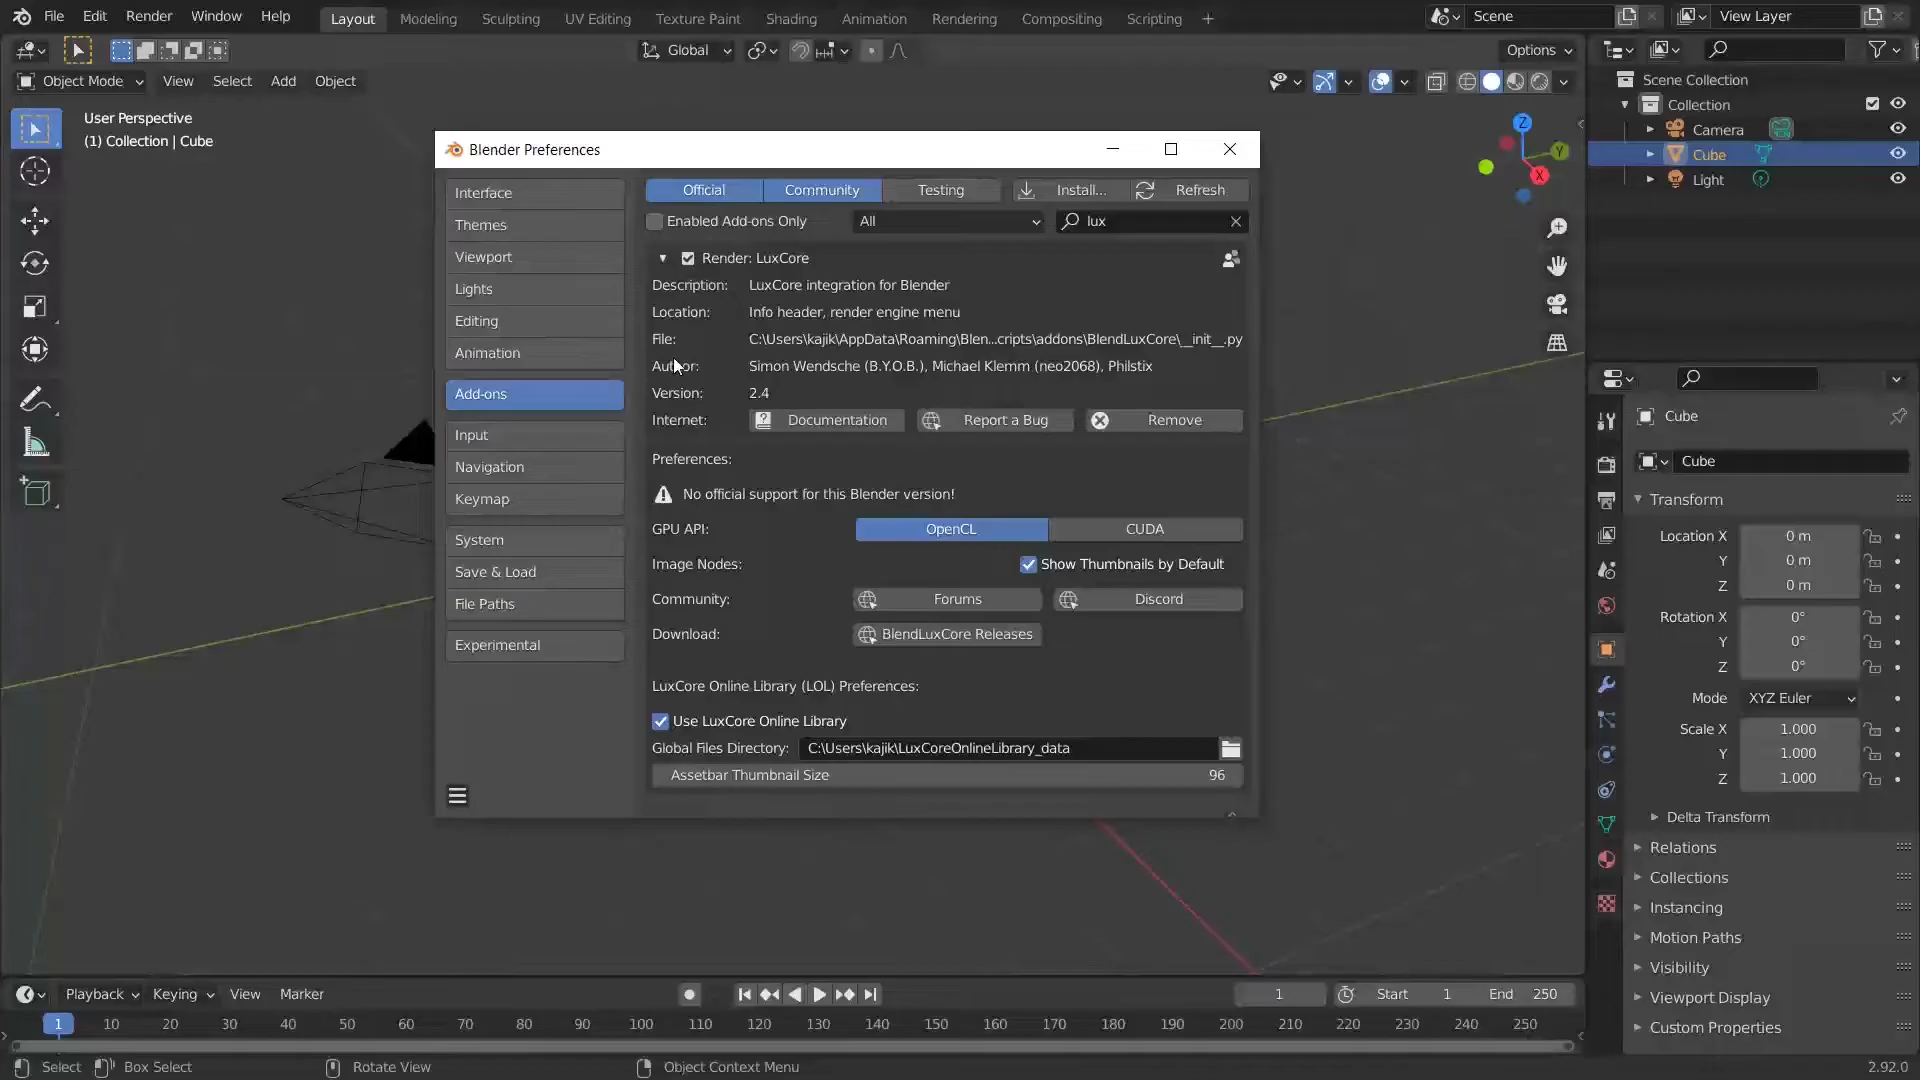 File Edit Render Window Help Layout Modeling Sculpting UV Editing Texture Paint Shading Animation Rendering Compositing Scripting + Scene View Layer
Global Options
Object Mode View Select Add Object
User Perspective
(1) Collection | Cube
Z
Y
X
Scene Collection
Collection
Camera
Cube
Light
Blender Preferences
Interface
Themes
Viewport
Lights
Editing
Animation
Add-ons
Input
Navigation
Keymap
System
Save & Load
File Paths
Experimental
Official Community Testing Install... Refresh
Enabled Add-ons Only All lux
Render: LuxCore
Description: LuxCore integration for Blender
Location: Info header, render engine menu
File: C:\Users\kajik\AppData\Roaming\Blen...cripts\addons\BlendLuxCore\__init__.py
Author: Simon Wendsche (B.Y.O.B.), Michael Klemm (neo2068), Philstix
Version: 2.4
Internet: Documentation Report a Bug Remove
Preferences:
No official support for this Blender version!
GPU API: OpenCL CUDA
Image Nodes: Show Thumbnails by Default
Community: Forums Discord
Download: BlendLuxCore Releases
LuxCore Online Library (LOL) Preferences:
Use LuxCore Online Library
Global Files Directory: C:\Users\kajik\LuxCoreOnlineLibrary_data
Assetbar Thumbnail Size 96
Cube
Cube
Transform
Location X 0 m
Y 0 m
Z 0 m
Rotation X 0°
Y 0°
Z 0°
Mode XYZ Euler
Scale X 1.000
Y 1.000
Z 1.000
Delta Transform
Relations
Collections
Instancing
Motion Paths
Visibility
Viewport Display
Custom Properties
Playback Keying View Marker 1 Start 1 End 250
1 10 20 30 40 50 60 70 80 90 100 110 120 130 140 150 160 170 180 190 200 210 220 230 240 250
Select Box Select Rotate View Object Context Menu 2.92.0